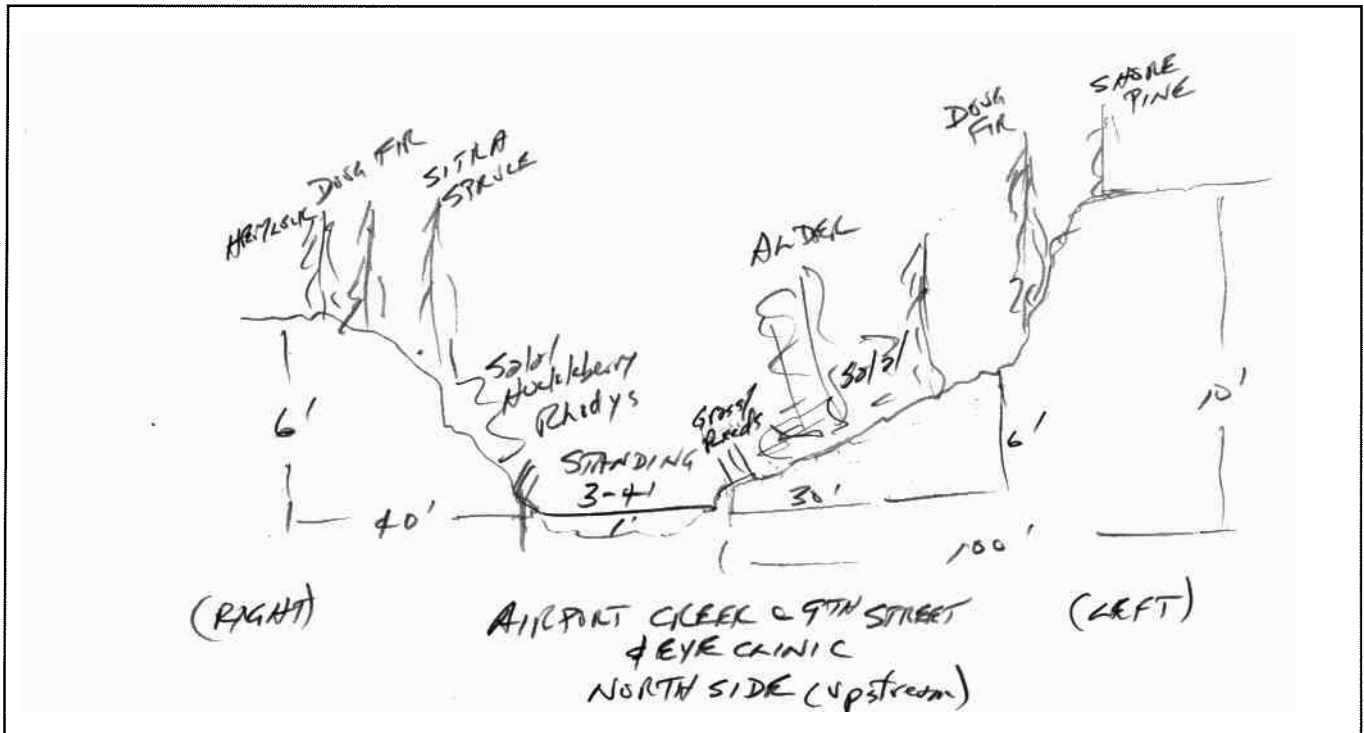 SHORE
PINE
DOUG
FIR
DOUG FIR
SITKA
SPRUCE
HEMLOCK
ALDER
Salal/
Huckleberry
Rhodys
Salal
Grass/
Reeds
6'
10'
6'
STANDING
3-4'
1'
30'
40'
100'
(RIGHT)
(LEFT)
AIRPORT CREEK @ 9TH STREET
& EYE CLINIC
NORTH SIDE (upstream)